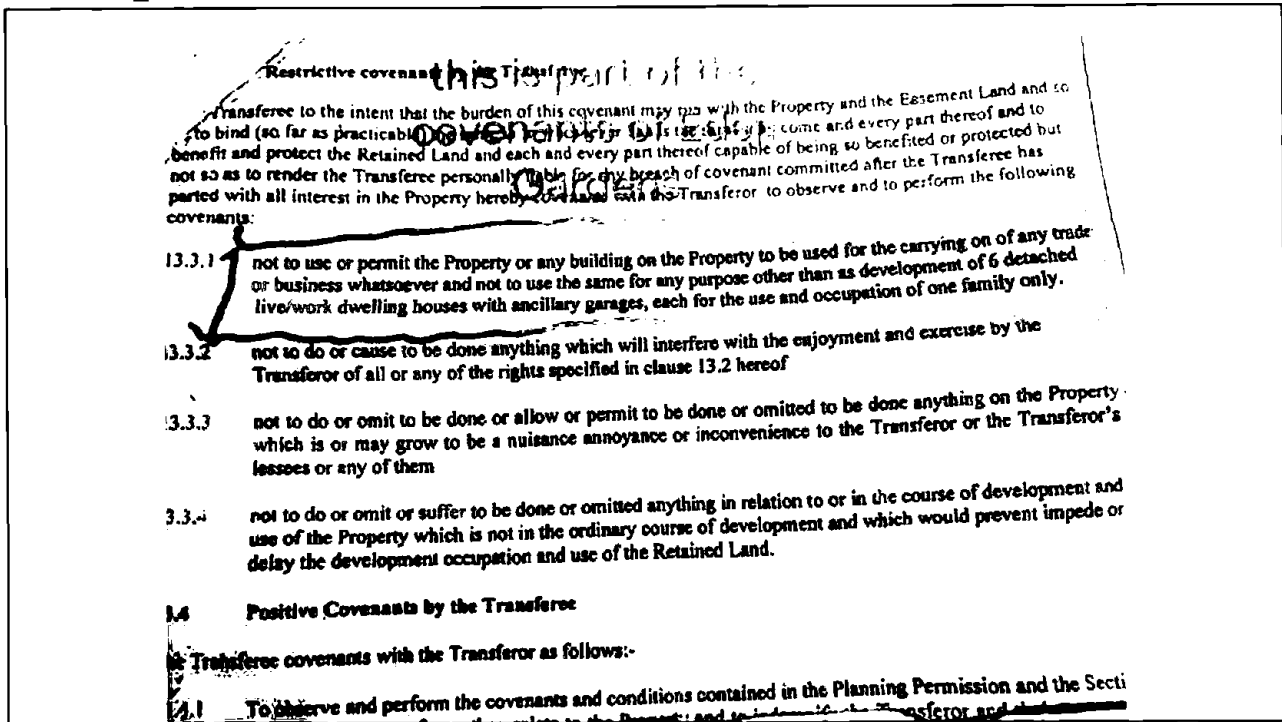 Restrictive covenan
this is part of the
Transferee to the intent that the burden of this covenant may run with the Property and the Easement Land and so
to bind (so far as practicable come and every part thereof and to
covenants
benefit and protect the Retained Land and each and every part thereof capable of being so benefited or protected but
not so as to render the Transferee personally liable for any breach of covenant committed after the Transferee has
Garden
parted with all interest in the Property hereby covenants with the Transferor to observe and to perform the following
covenants:
13.3.1 not to use or permit the Property or any building on the Property to be used for the carrying on of any trade
or business whatsoever and not to use the same for any purpose other than as development of 6 detached
live/work dwelling houses with ancillary garages, each for the use and occupation of one family only.
13.3.2 not to do or cause to be done anything which will interfere with the enjoyment and exercise by the
Transferor of all or any of the rights specified in clause 13.2 hereof
13.3.3 not to do or omit to be done or allow or permit to be done or omitted to be done anything on the Property
which is or may grow to be a nuisance annoyance or inconvenience to the Transferor or the Transferor's
lessees or any of them
3.3.4 not to do or omit or suffer to be done or omitted anything in relation to or in the course of development and
use of the Property which is not in the ordinary course of development and which would prevent impede or
delay the development occupation and use of the Retained Land.
3.4 Positive Covenants by the Transferee
Transferee covenants with the Transferor as follows:-
To observe and perform the covenants and conditions contained in the Planning Permission and the Secti
the Property and to indemnify the Transferor and